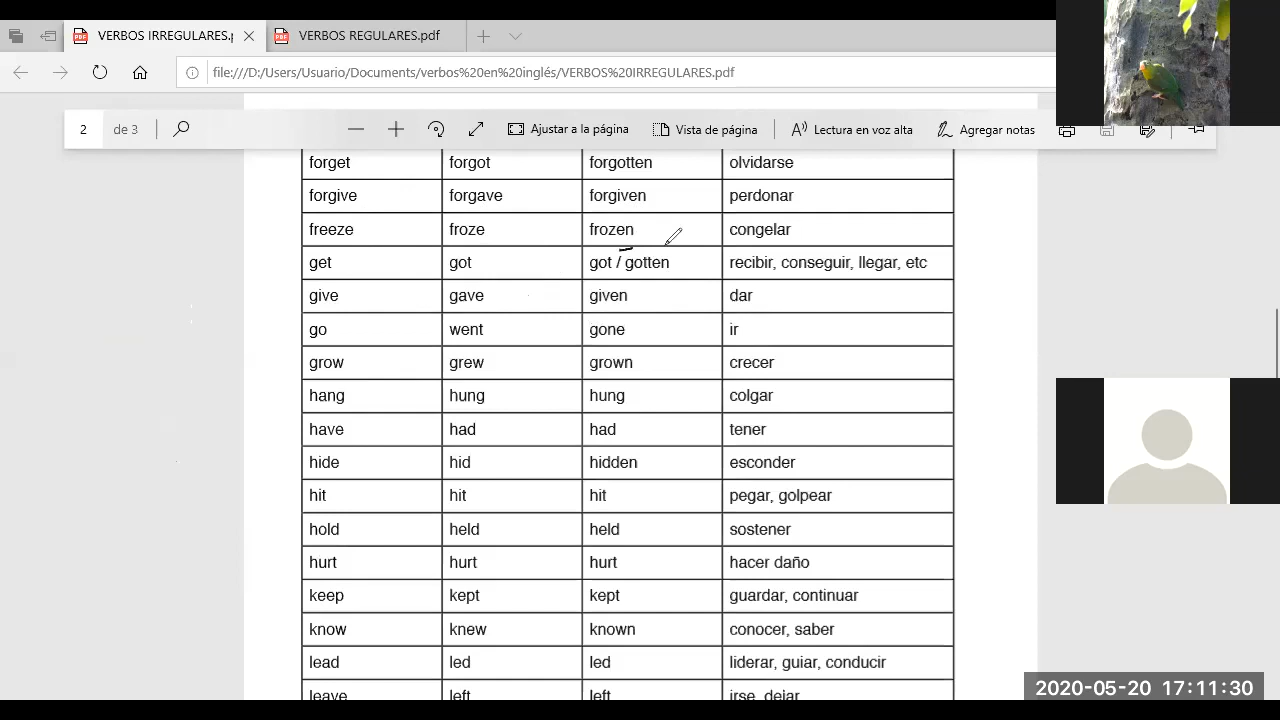 VERBOS IRREGULARES.p
VERBOS REGULARES.pdf
file:///D:/Users/Usuario/Documents/verbos%20en%20inglés/VERBOS%20IRREGULARES.pdf
2 de 3 Ajustar a la página Vista de página Lectura en voz alta Agregar notas
forget forgot forgotten olvidarse
forgive forgave forgiven perdonar
freeze froze frozen congelar
get got got / gotten recibir, conseguir, llegar, etc
give gave given dar
go went gone ir
grow grew grown crecer
hang hung hung colgar
have had had tener
hide hid hidden esconder
hit hit hit pegar, golpear
hold held held sostener
hurt hurt hurt hacer daño
keep kept kept guardar, continuar
know knew known conocer, saber
lead led led liderar, guiar, conducir
leave left left irse, dejar
2020-05-20 17:11:30